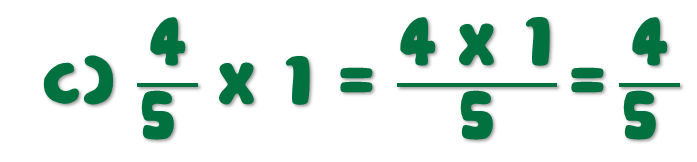 c) 4/5 x 1 = 4 x 1/5 = 4/5